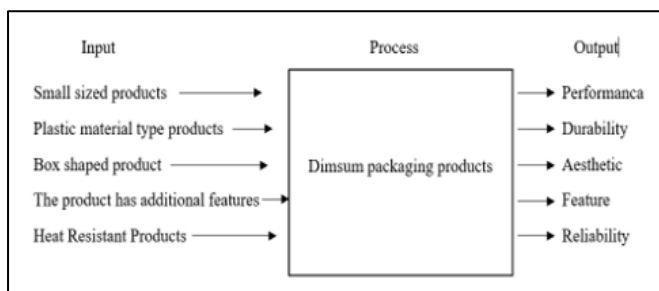 Input Process Output
Small sized products Performanca
Plastic material type products Durability
Box shaped product Dimsum packaging products Aesthetic
The product has additional features Feature
Heat Resistant Products Reliability